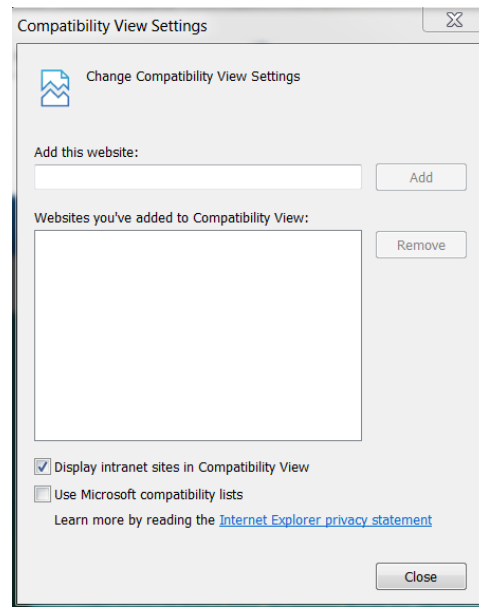 Compatibility View Settings
Change Compatibility View Settings
Add this website:
Add
Websites you've added to Compatibility View:
Remove
Display intranet sites in Compatibility View
Use Microsoft compatibility lists
Learn more by reading the Internet Explorer privacy statement
Close